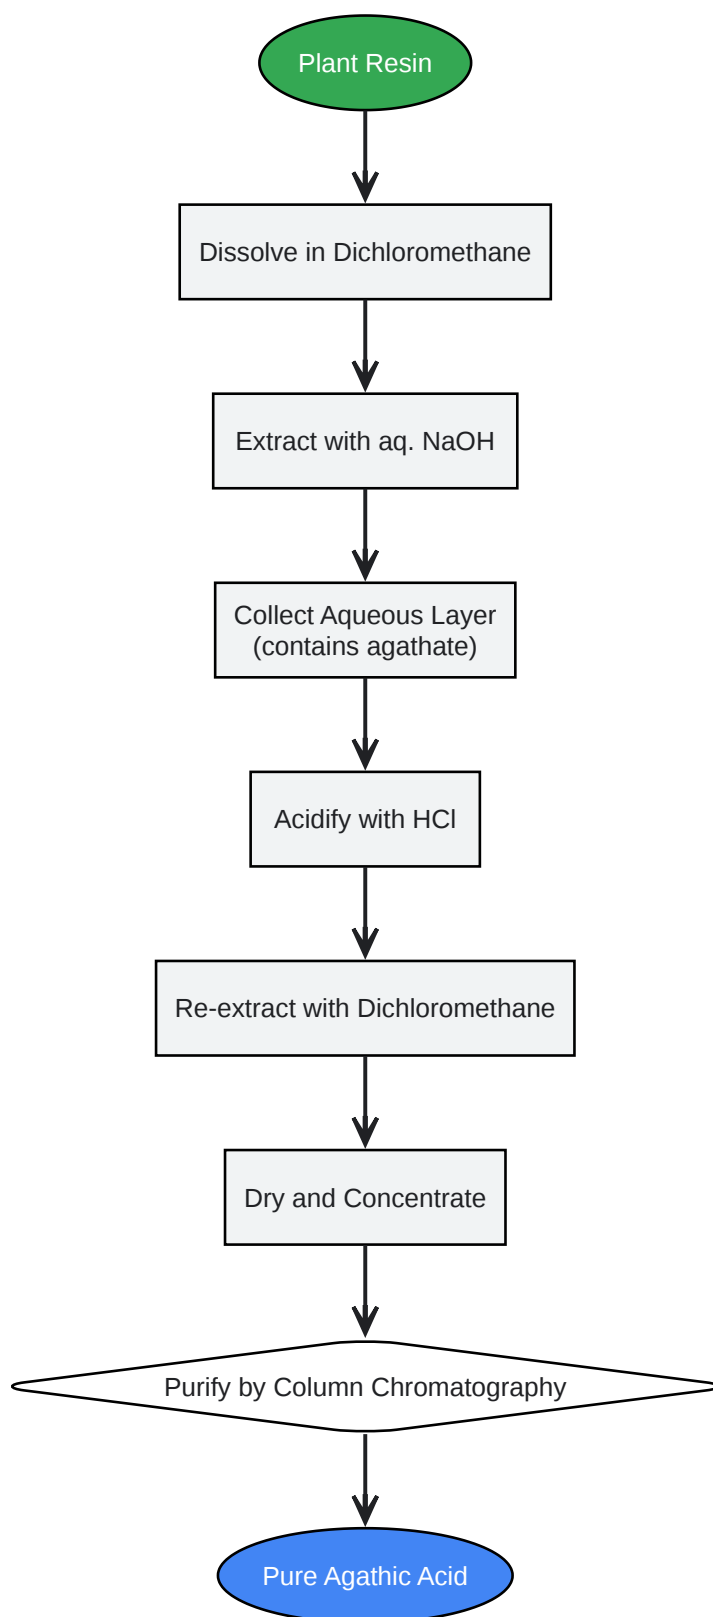 Plant Resin
Dissolve in Dichloromethane
Extract with aq. NaOH
Collect Aqueous Layer
(contains agathate)
Acidify with HCl
Re-extract with Dichloromethane
Dry and Concentrate
Purify by Column Chromatography
Pure Agathic Acid